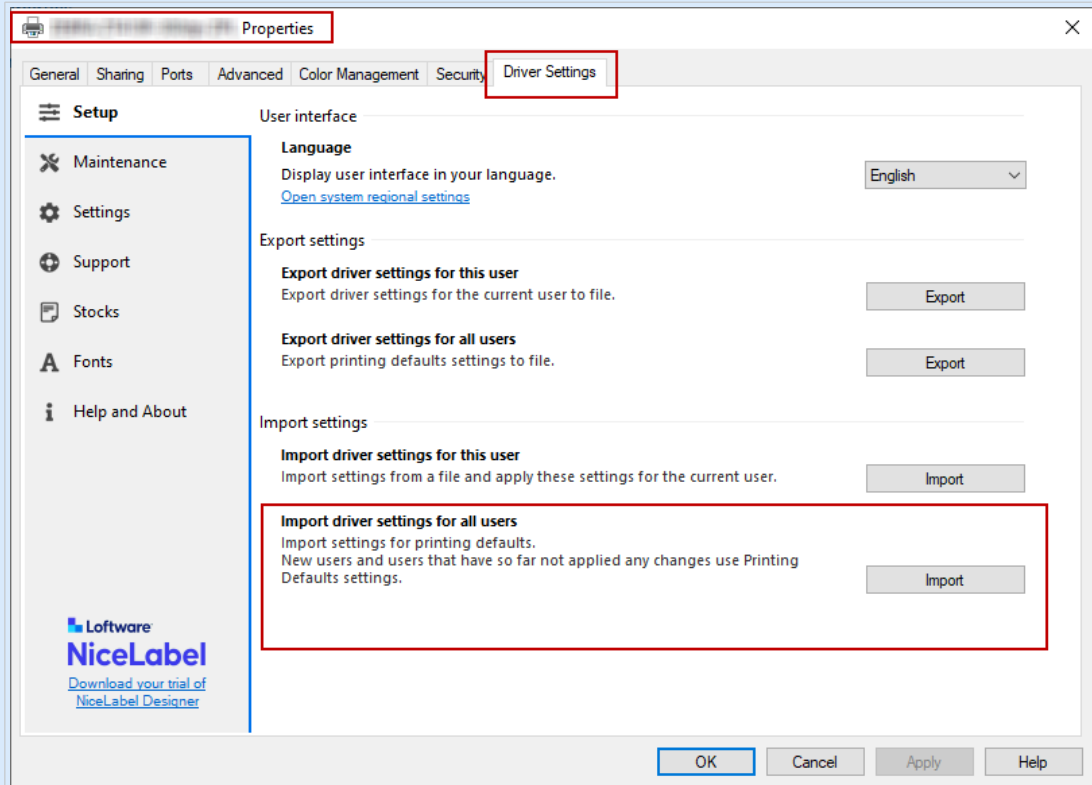 Properties
General Sharing Ports Advanced Color Management Security Driver Settings
Setup
Maintenance
Settings
Support
Stocks
Fonts
Help and About
Loftware
NiceLabel
Download your trial of
NiceLabel Designer
User interface
Language
Display user interface in your language.
English
Open system regional settings
Export settings
Export driver settings for this user
Export driver settings for the current user to file.
Export
Export driver settings for all users
Export printing defaults settings to file.
Export
Import settings
Import driver settings for this user
Import settings from a file and apply these settings for the current user.
Import
Import driver settings for all users
Import settings for printing defaults.
New users and users that have so far not applied any changes use Printing
Defaults settings.
Import
OK Cancel Apply Help